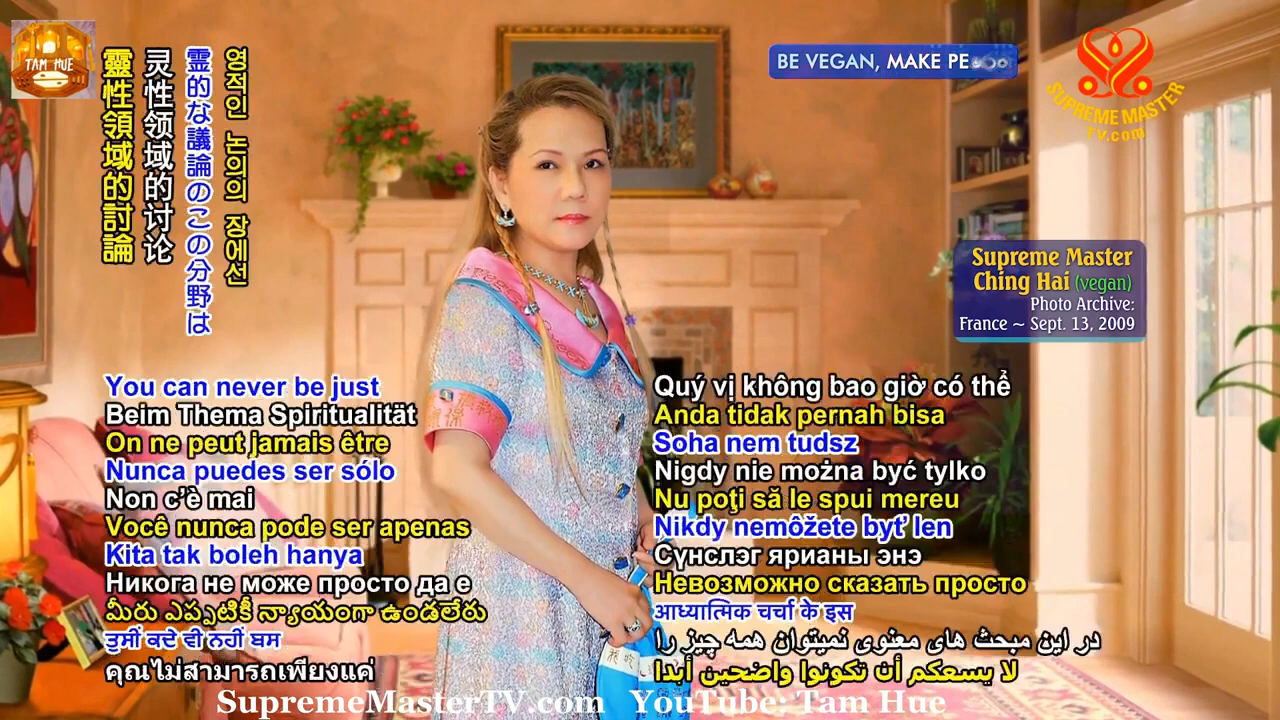 TAM HUE
BE VEGAN, MAKE
SUPREME MASTER
TV.com
靈性領域的討論
灵性领域的讨论
霊的な議論のこの分野は
영적인 논의의 장에선
Supreme Master
Ching Hai (vegan)
Photo Archive:
France ~ Sept. 13, 2009
You can never be just
Beim Thema Spiritualität
On ne peut jamais être
Nunca puedes ser sólo
Non c’è mai
Você nunca pode ser apenas
Kita tak boleh hanya
Никога не може просто да е
మీరు ఎప్పటికీ న్యాయంగా ఉండలేరు
ਤੁਸੀਂ ਕਦੇ ਵੀ ਨਹੀਂ ਬਸ
คุณไม่สามารถเพียงแค่
Quý vị không bao giờ có thể
Anda tidak pernah bisa
Soha nem tudsz
Nigdy nie można być tylko
Nu poţi să le spui mereu
Nikdy nemôžete byť len
Сүнслэг ярианы энэ
Невозможно сказать просто
आध्यात्मिक चर्चा के इस
در این مبحث های معنوی نمیتوان همه چیز را
لا يسعكم أن تكونوا واضحين أبدا
SupremeMasterTV.com YouTube: Tam Hue